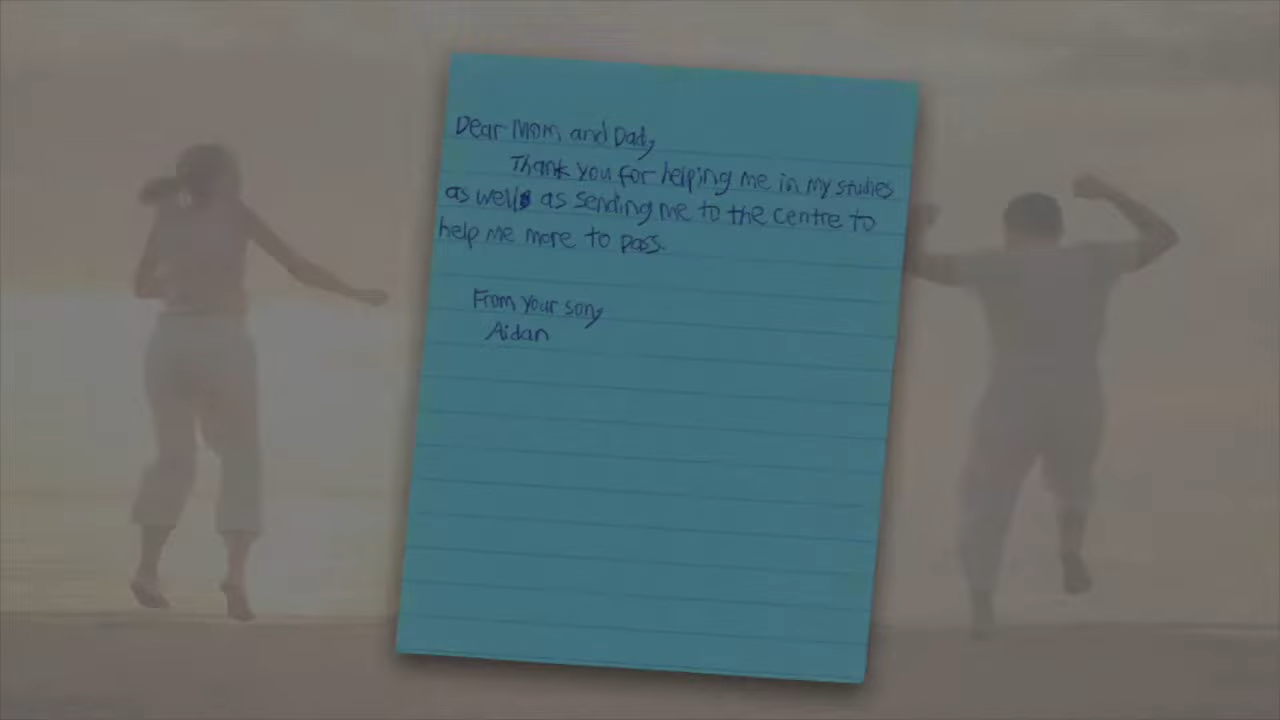 Dear Mom and Dad,
Thank you for helping me in my studies
as well as sending me to the centre to
help me more to pass.
From your son,
Aidan